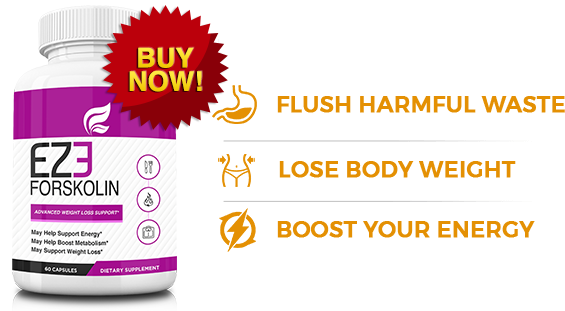 BUY
NOW!
EZ3
FORSKOLIN
ADVANCED WEIGHT LOSS SUPPORT*
May Help Support Energy*
May Help Boost Metabolism*
May Support Weight Loss*
60 CAPSULES
DIETARY SUPPLEMENT
FLUSH HARMFUL WASTE
LOSE BODY WEIGHT
BOOST YOUR ENERGY